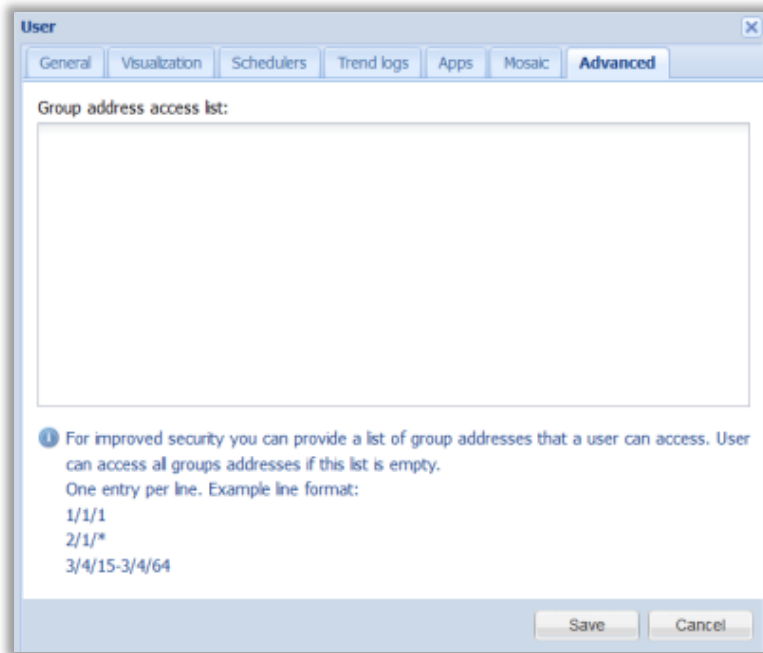 User
General
Visualization
Schedulers
Trend logs
Apps
Mosaic
Advanced
Group address access list:
For improved security you can provide a list of group addresses that a user can access. User
can access all groups addresses if this list is empty.
One entry per line. Example line format:
1/1/1
2/1/*
3/4/15-3/4/64
Save
Cancel